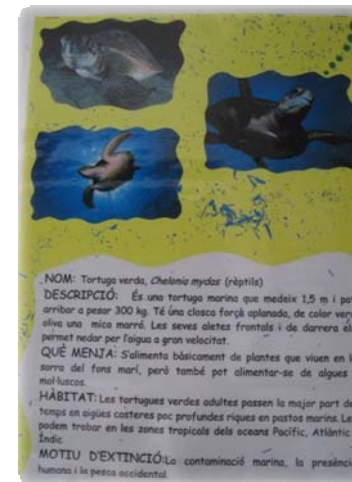 NOM: Tortuga verda, Chelonia mydas (rèptils)
DESCRIPCIÓ: És una tortuga marina que medeix 1,5 m i pot
arribar a pesar 300 kg. Té úna closca força aplanada, de color verd
oliva una mica marró. Les seves aletes frontals i de darrera els
permet nedar per l'aigua a gran velocitat.
QUÈ MENJA: S'alimenta bàsicament de plantes que viuen en la
sorra del fons marí, però també pot alimentar-se de algues i
mol·luscos.
HÀBITAT: Les tortugues verdes adultes passen la major part del
temps en aigües costeres poc profundes riques en pastos marins. Les
podem trobar en les zones tropicals dels oceans Pacífic, Atlàntic i
Índic.
MOTIU D'EXTINCIÓ: La contaminació marina, la presència
humana i la pesca accidental.